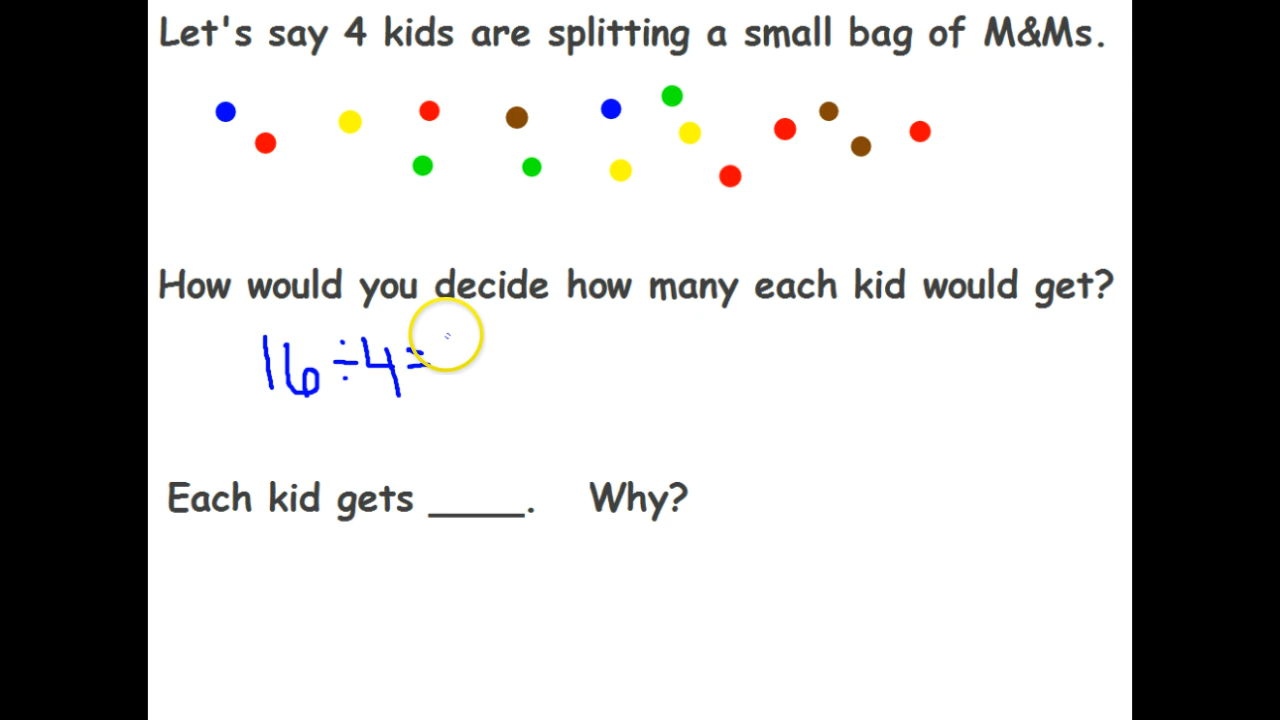 Let's say 4 kids are splitting a small bag of M&Ms.
How would you decide how many each kid would get?
16÷4=
Each kid gets ____. Why?